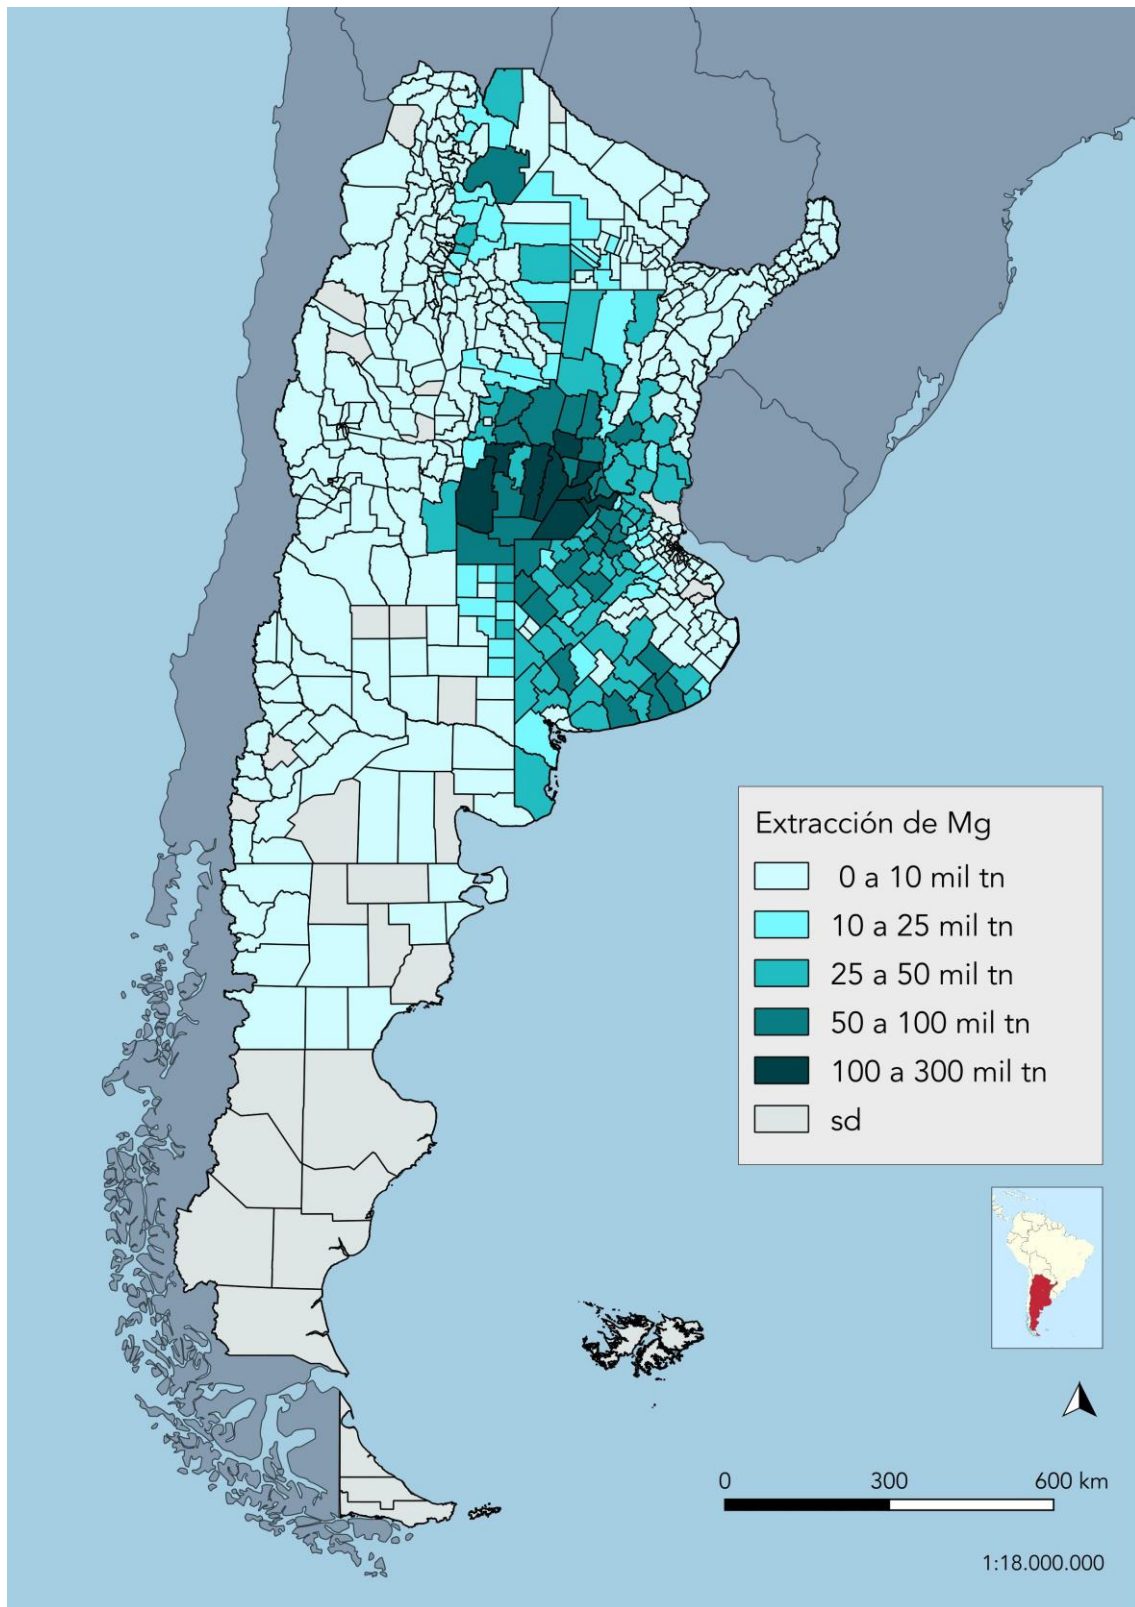 Extracción de Mg
0 a 10 mil tn
10 a 25 mil tn
25 a 50 mil tn
50 a 100 mil tn
100 a 300 mil tn
sd
0 300 600 km
1:18.000.000